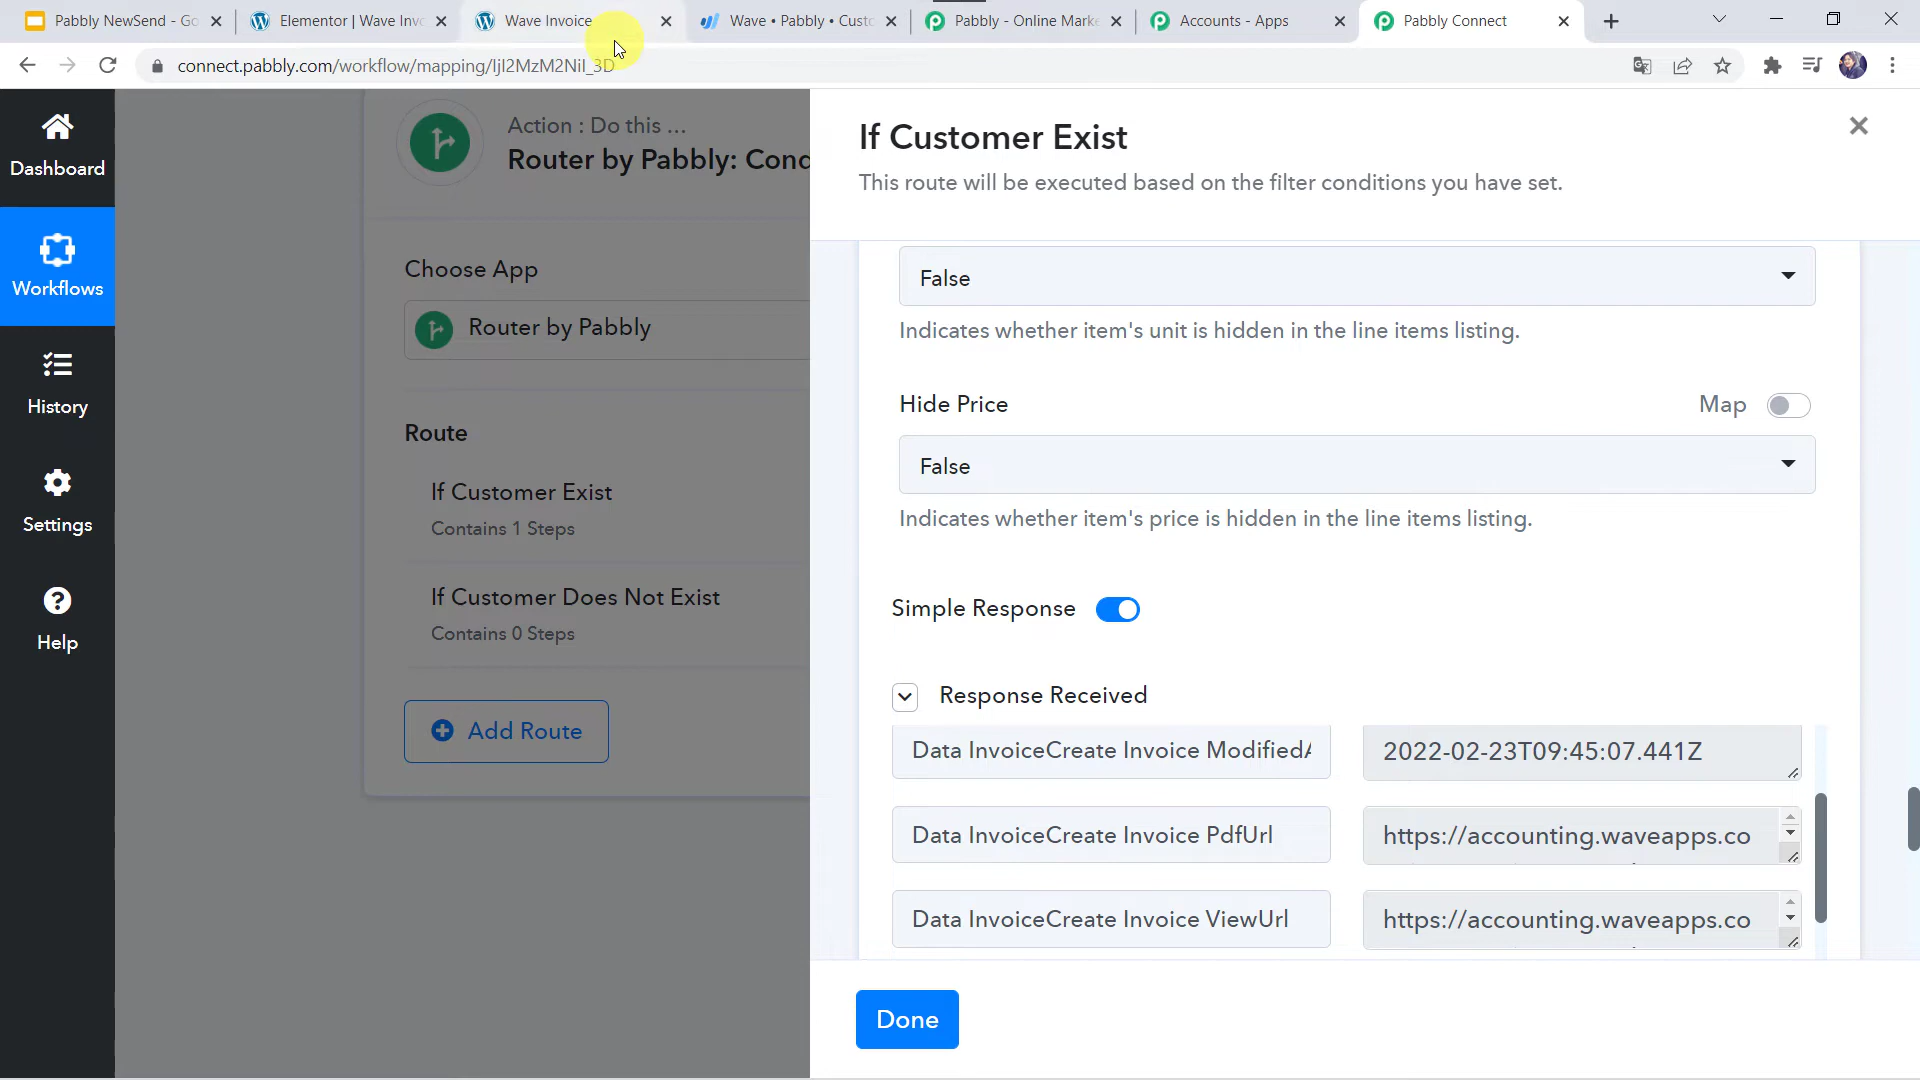 Pabbly NewSend - Go
Elementor | Wave Invo
Wave Invoice
Wave • Pabbly • Custo
Pabbly - Online Marke
Accounts - Apps
Pabbly Connect
connect.pabbly.com/workflow/mapping/IjI2MzM2NiI_3D
Dashboard
Workflows
History
Settings
Help
Action : Do this ...
Router by Pabbly: Cond
Choose App
Router by Pabbly
Route
If Customer Exist
Contains 1 Steps
If Customer Does Not Exist
Contains 0 Steps
Add Route
If Customer Exist
This route will be executed based on the filter conditions you have set.
False
Indicates whether item's unit is hidden in the line items listing.
Hide Price
Map
False
Indicates whether item's price is hidden in the line items listing.
Simple Response
Response Received
Data InvoiceCreate Invoice ModifiedA
2022-02-23T09:45:07.441Z
Data InvoiceCreate Invoice PdfUrl
https://accounting.waveapps.co
Data InvoiceCreate Invoice ViewUrl
https://accounting.waveapps.co
Done